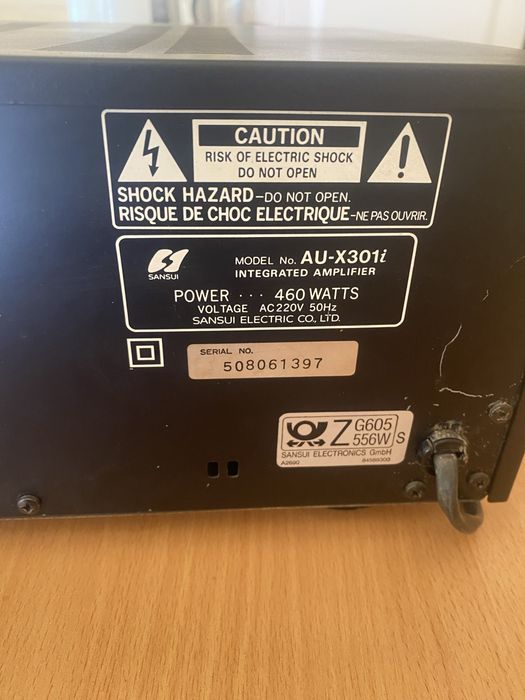 CAUTION
RISK OF ELECTRIC SHOCK
DO NOT OPEN
SHOCK HAZARD–DO NOT OPEN.
RISQUE DE CHOC ELECTRIQUE–NE PAS OUVRIR.
SANSUI
MODEL No. AU-X301i
INTEGRATED AMPLIFIER
POWER ··· 460 WATTS
VOLTAGE AC220V 50Hz
SANSUI ELECTRIC CO., LTD.
SERIAL NO.
508061397
Z G605 556W S
SANSUI ELECTRONICS GmbH
A2690 84569303